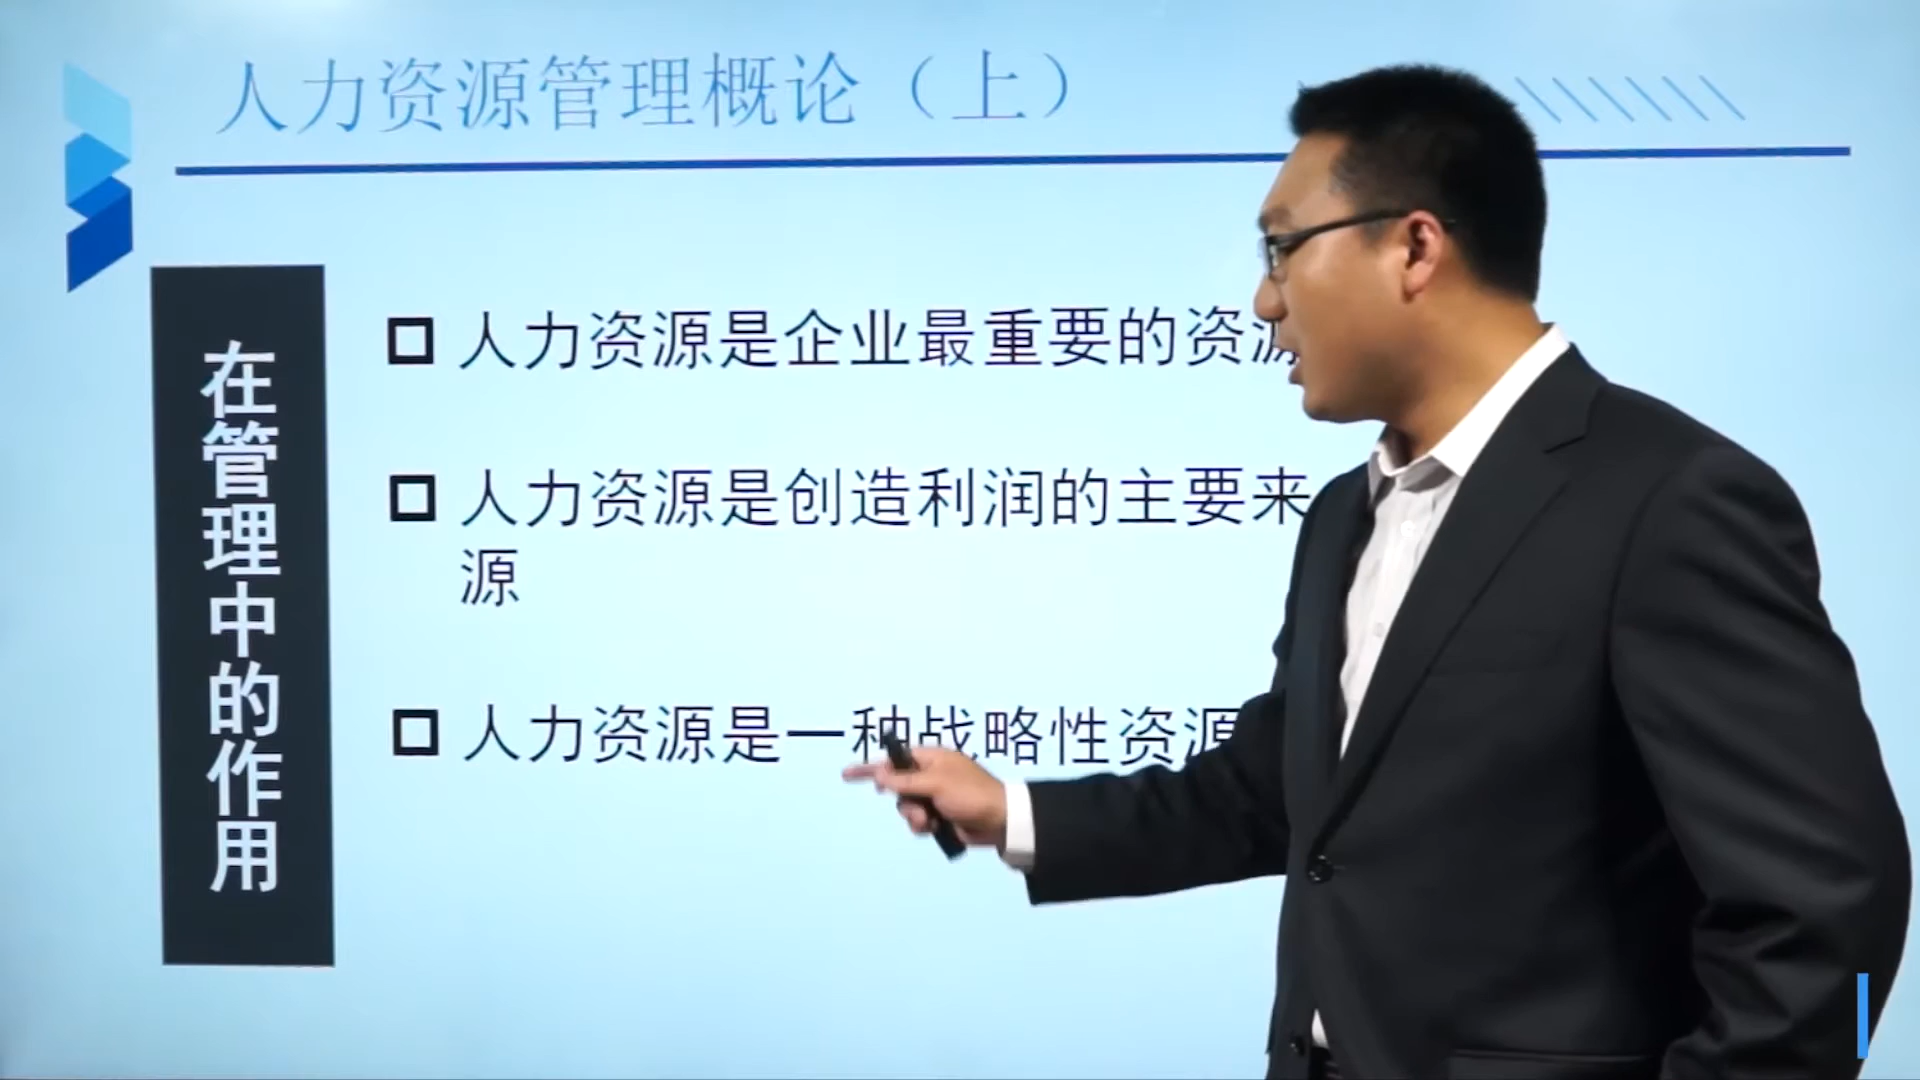 人力资源管理概论（上）
在管理中的作用
人力资源是企业最重要的资源
人力资源是创造利润的主要来
源
人力资源是一种战略性资源